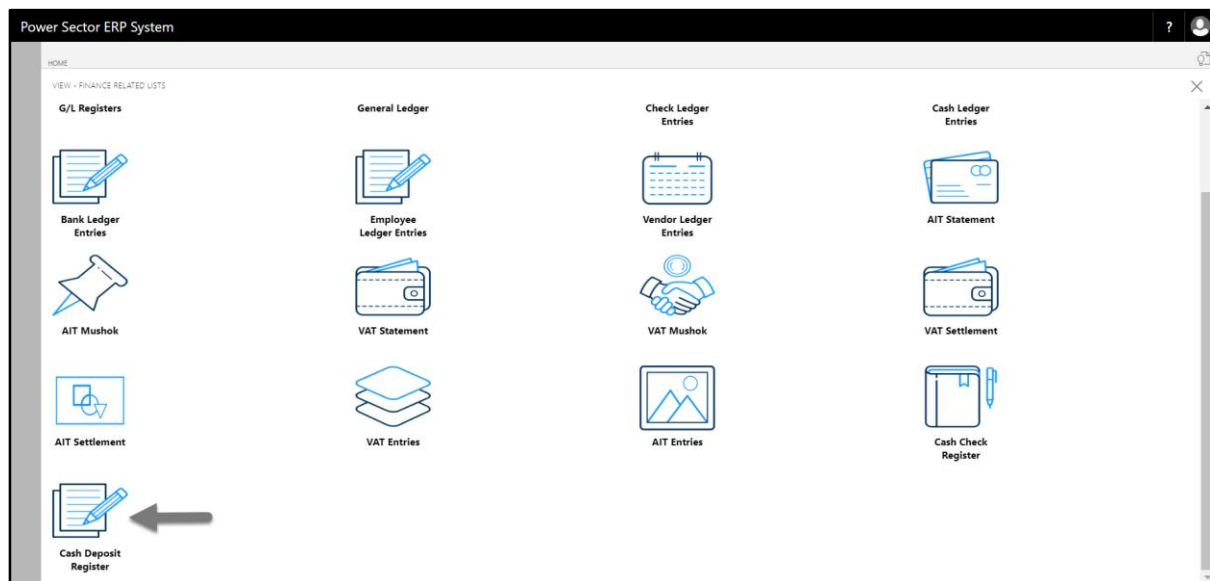 Power Sector ERP System
?
HOME
VIEW - FINANCE RELATED LISTS
G/L Registers
General Ledger
Check Ledger
Entries
Cash Ledger
Entries
Bank Ledger
Entries
Employee
Ledger Entries
Vendor Ledger
Entries
AIT Statement
AIT Mushok
VAT Statement
VAT Mushok
VAT Settlement
AIT Settlement
VAT Entries
AIT Entries
Cash Check
Register
Cash Deposit
Register